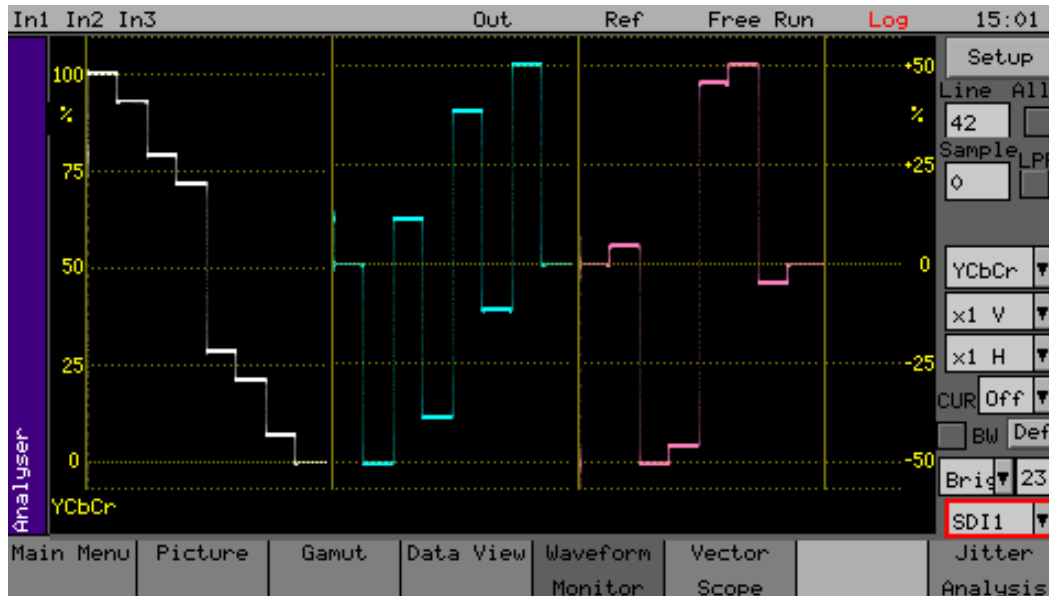 In1 In2 In3 Out Ref Free Run Log 15:01
Analyser
100
%
75
50
25
0
YCbCr
+50
%
+25
0
-25
-50
Setup
Line All
42
Sample LPF
0
YCbCr
x1 V
x1 H
CUR Off
BW Def
Brig 23
SDI1
Main Menu Picture Gamut Data View Waveform Monitor Vector Scope Jitter Analysis